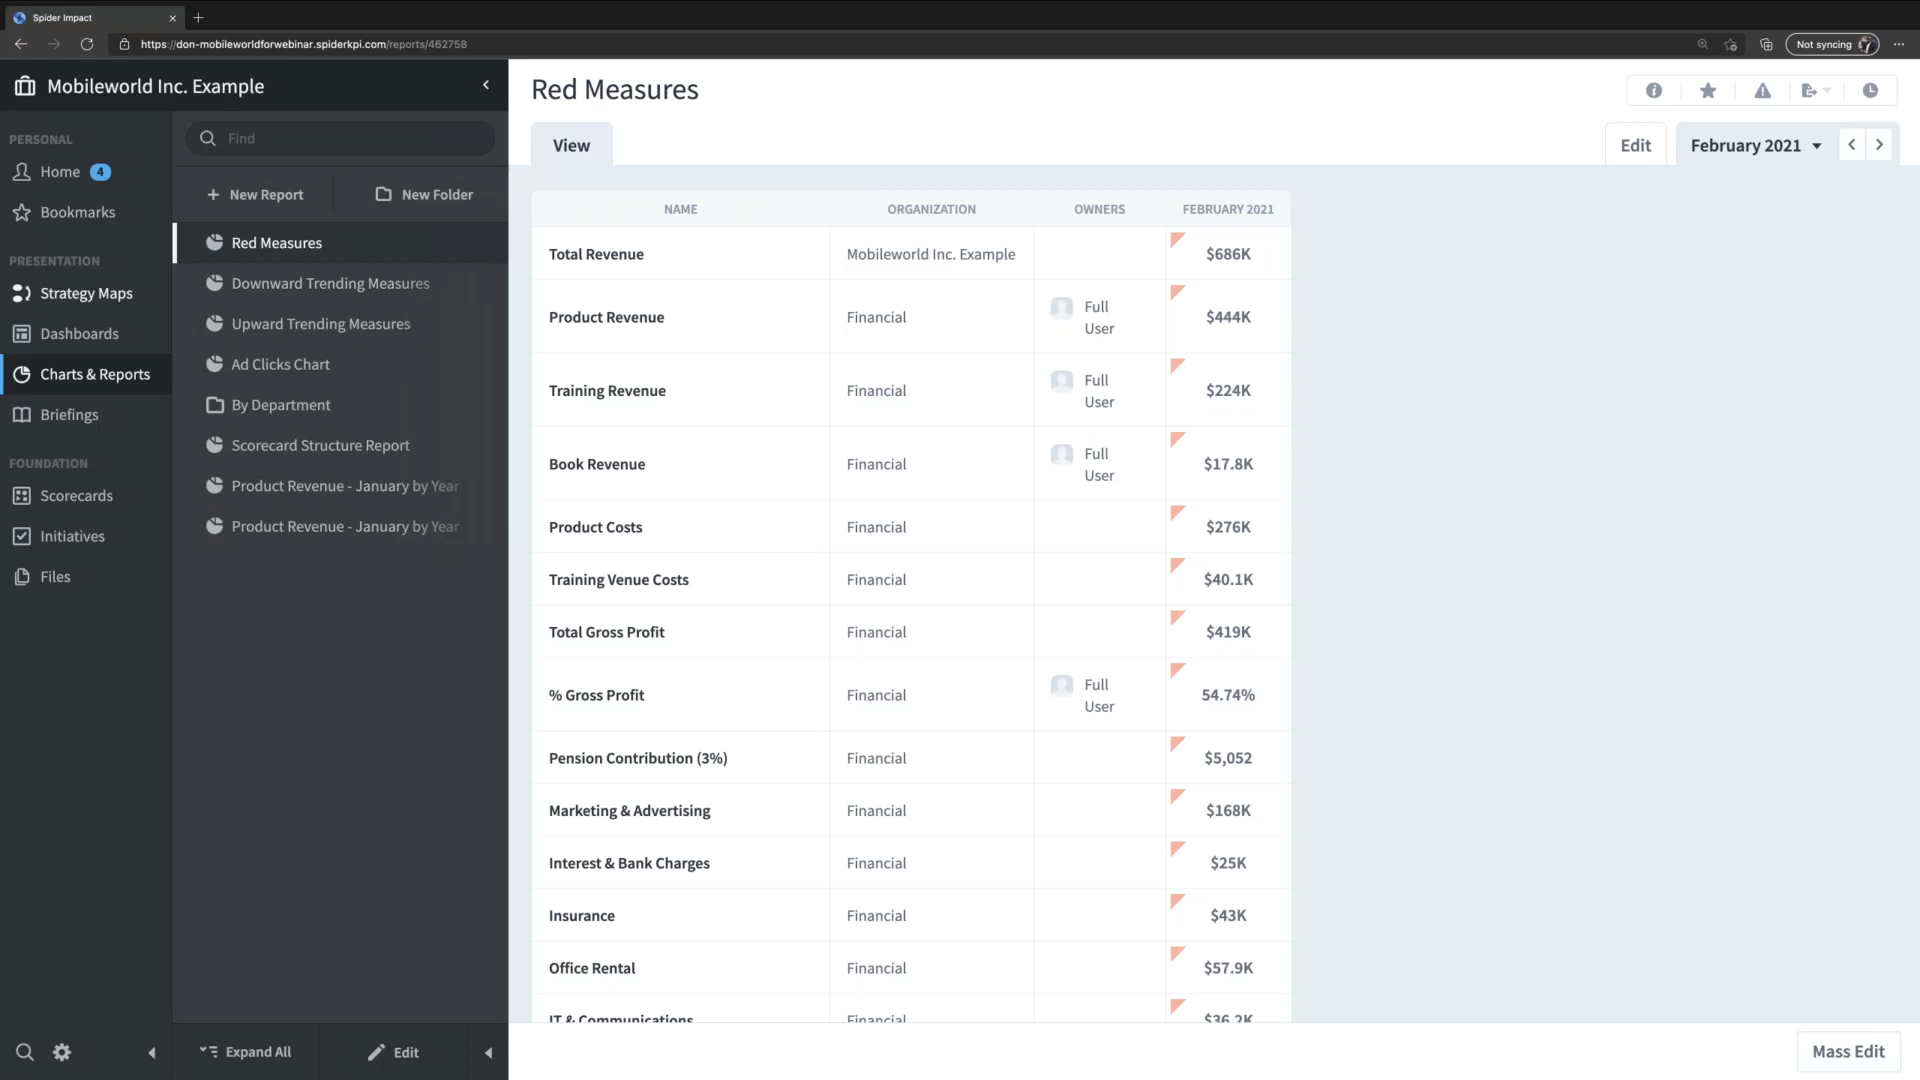 Spider Impact
https://don-mobileworldforwebinar.spiderkpi.com/reports/462758
Not syncing
Mobileworld Inc. Example
PERSONAL
Home 4
Bookmarks
PRESENTATION
Strategy Maps
Dashboards
Charts & Reports
Briefings
FOUNDATION
Scorecards
Initiatives
Files
Find
+ New Report
New Folder
Red Measures
Downward Trending Measures
Upward Trending Measures
Ad Clicks Chart
By Department
Scorecard Structure Report
Product Revenue - January by Year
Product Revenue - January by Year
Expand All
Edit
Red Measures
View
Edit
February 2021
NAME ORGANIZATION OWNERS FEBRUARY 2021
Total Revenue Mobileworld Inc. Example $686K
Product Revenue Financial Full User $444K
Training Revenue Financial Full User $224K
Book Revenue Financial Full User $17.8K
Product Costs Financial $276K
Training Venue Costs Financial $40.1K
Total Gross Profit Financial $419K
% Gross Profit Financial Full User 54.74%
Pension Contribution (3%) Financial $5,052
Marketing & Advertising Financial $168K
Interest & Bank Charges Financial $25K
Insurance Financial $43K
Office Rental Financial $57.9K
IT & Communications Financial $36.2K
Mass Edit